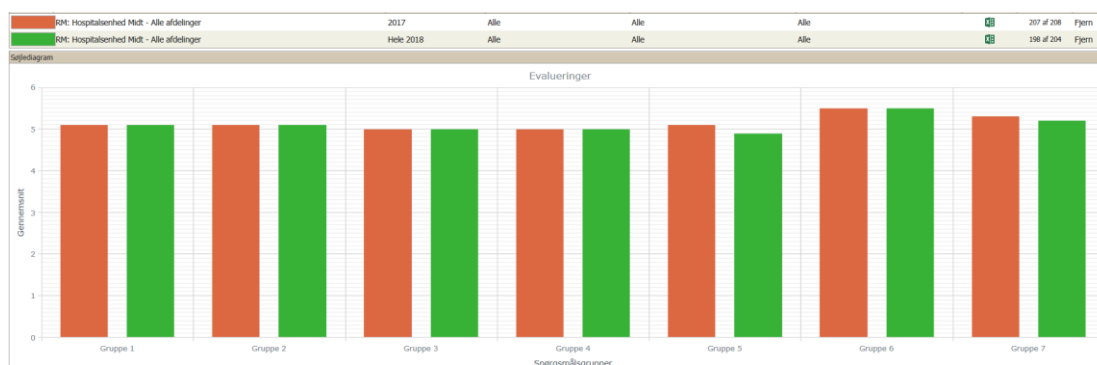 RM: Hospitalsenhed Midt - Alle afdelinger 2017 Alle Alle Alle 207 af 208 Fjern
RM: Hospitalsenhed Midt - Alle afdelinger Hele 2018 Alle Alle Alle 198 af 204 Fjern
Søjlediagram
Evalueringer
6
5
4
3
2
1
0
Gennemsnit
Gruppe 1 Gruppe 2 Gruppe 3 Gruppe 4 Gruppe 5 Gruppe 6 Gruppe 7
Spørgsmålsgrupper